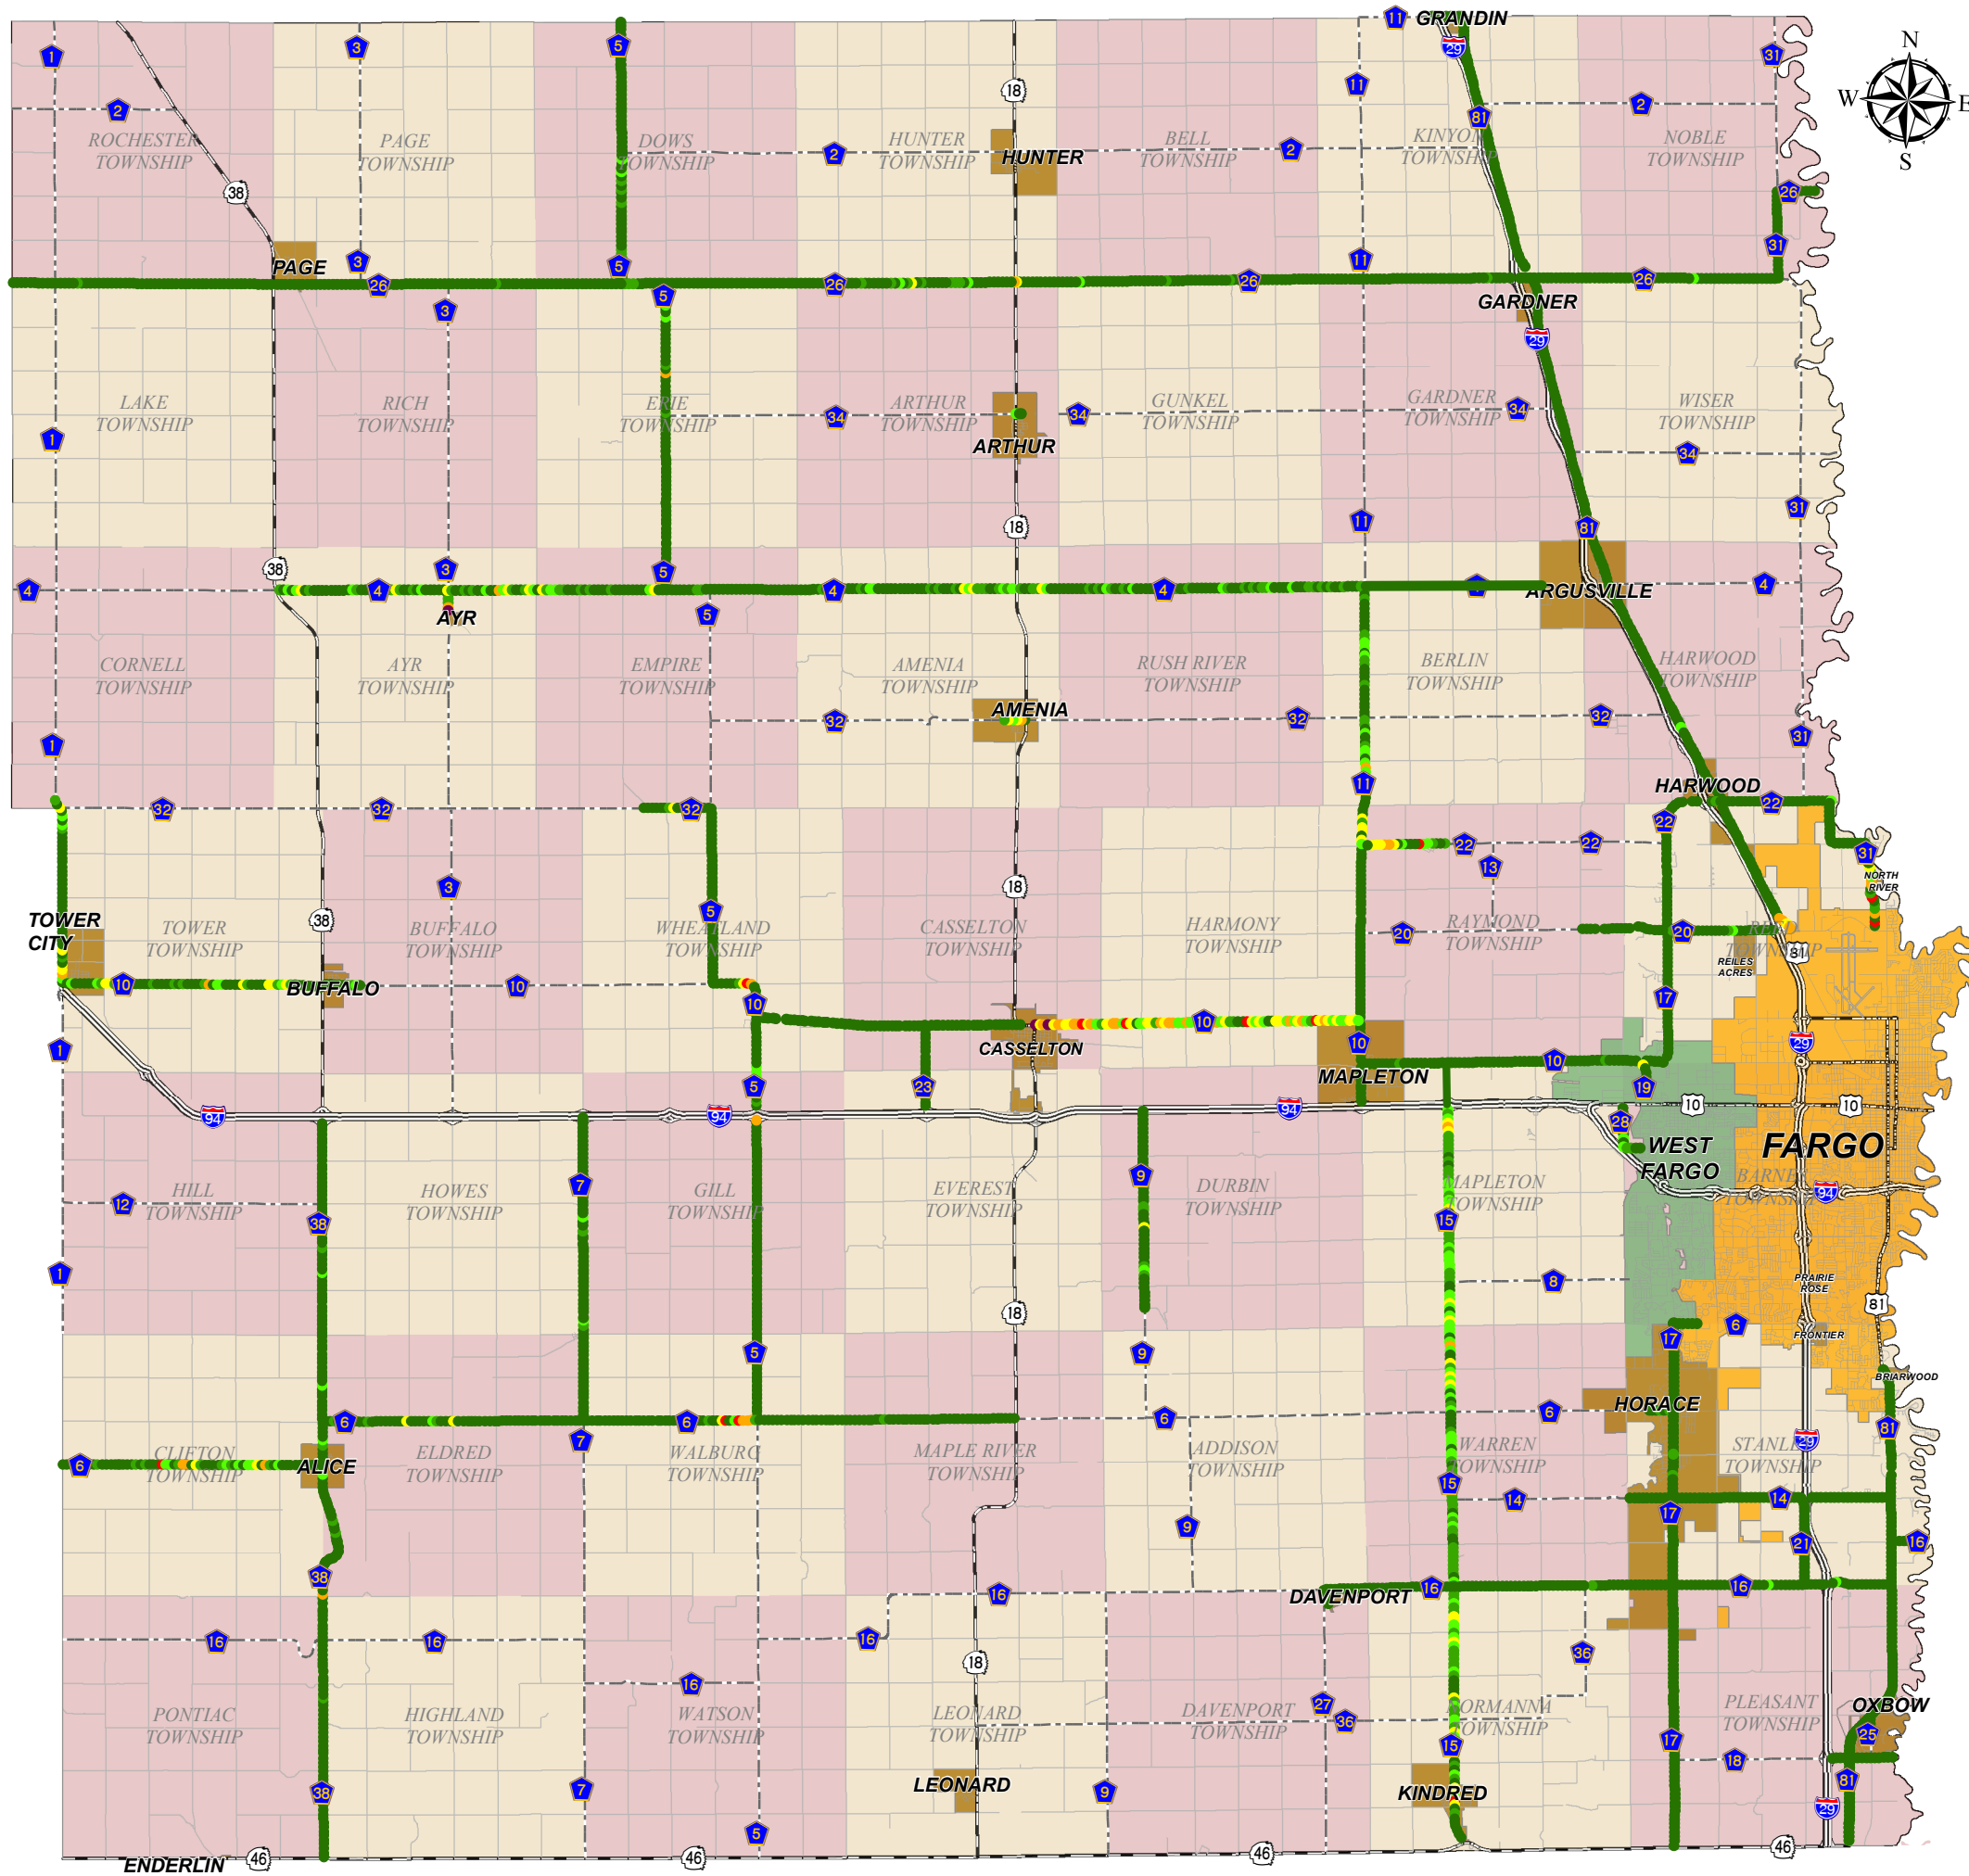 GRANDIN
N
W E
S
ROCHESTER
TOWNSHIP
PAGE
TOWNSHIP
DOWS
TOWNSHIP
HUNTER
TOWNSHIP
HUNTER
BELL
TOWNSHIP
KINYON
TOWNSHIP
NOBLE
TOWNSHIP
PAGE
GARDNER
LAKE
TOWNSHIP
RICH
TOWNSHIP
ERIE
TOWNSHIP
ARTHUR
TOWNSHIP
ARTHUR
GUNKEL
TOWNSHIP
GARDNER
TOWNSHIP
WISER
TOWNSHIP
AYR
ARGUSVILLE
CORNELL
TOWNSHIP
AYR
TOWNSHIP
EMPIRE
TOWNSHIP
AMENIA
TOWNSHIP
AMENIA
RUSH RIVER
TOWNSHIP
BERLIN
TOWNSHIP
HARWOOD
TOWNSHIP
HARWOOD
NORTH
RIVER
TOWER
CITY
TOWER
TOWNSHIP
BUFFALO
TOWNSHIP
WHEATLAND
TOWNSHIP
CASSELTON
TOWNSHIP
HARMONY
TOWNSHIP
RAYMOND
TOWNSHIP
REED
TOWNSHIP
REILES
ACRES
BUFFALO
CASSELTON
MAPLETON
WEST
FARGO
FARGO
HILL
TOWNSHIP
HOWES
TOWNSHIP
GILL
TOWNSHIP
EVEREST
TOWNSHIP
DURBIN
TOWNSHIP
MAPLETON
TOWNSHIP
BARNES
TOWNSHIP
PRAIRIE
ROSE
FRONTIER
BRIARWOOD
HORACE
CLIFTON
TOWNSHIP
ALICE
ELDRED
TOWNSHIP
WALBURG
TOWNSHIP
MAPLE RIVER
TOWNSHIP
ADDISON
TOWNSHIP
WARREN
TOWNSHIP
STANLEY
TOWNSHIP
DAVENPORT
PONTIAC
TOWNSHIP
HIGHLAND
TOWNSHIP
WATSON
TOWNSHIP
LEONARD
TOWNSHIP
DAVENPORT
TOWNSHIP
NORMANNA
TOWNSHIP
PLEASANT
TOWNSHIP
OXBOW
LEONARD
KINDRED
ENDERLIN